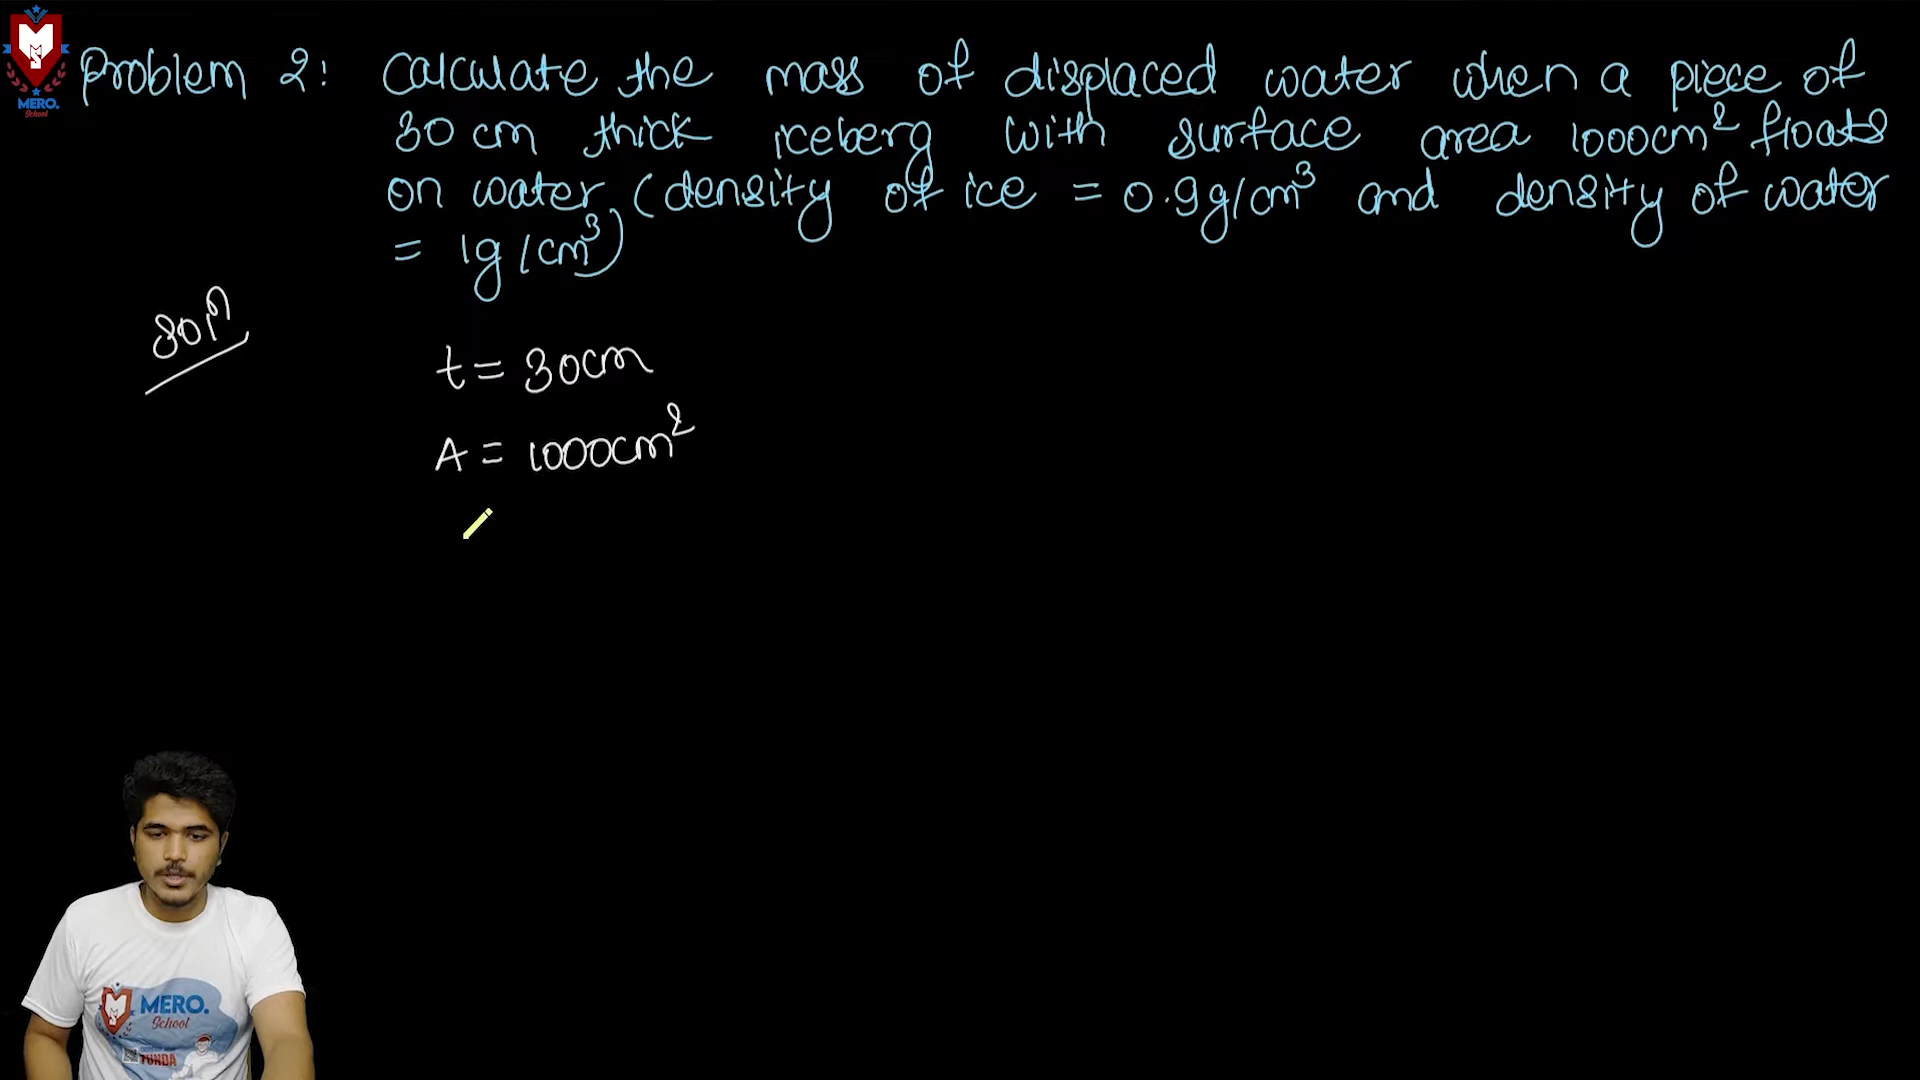 MERO.
School
Problem 2: Calculate the mass of displaced water when a piece of
30 cm thick iceberg with surface area 1000cm² floats
on water (density of ice = 0.9g/cm³ and density of water
= 1g/cm³)
Solⁿ
t = 30cm
A = 1000cm²
MERO.
School
TUNDA